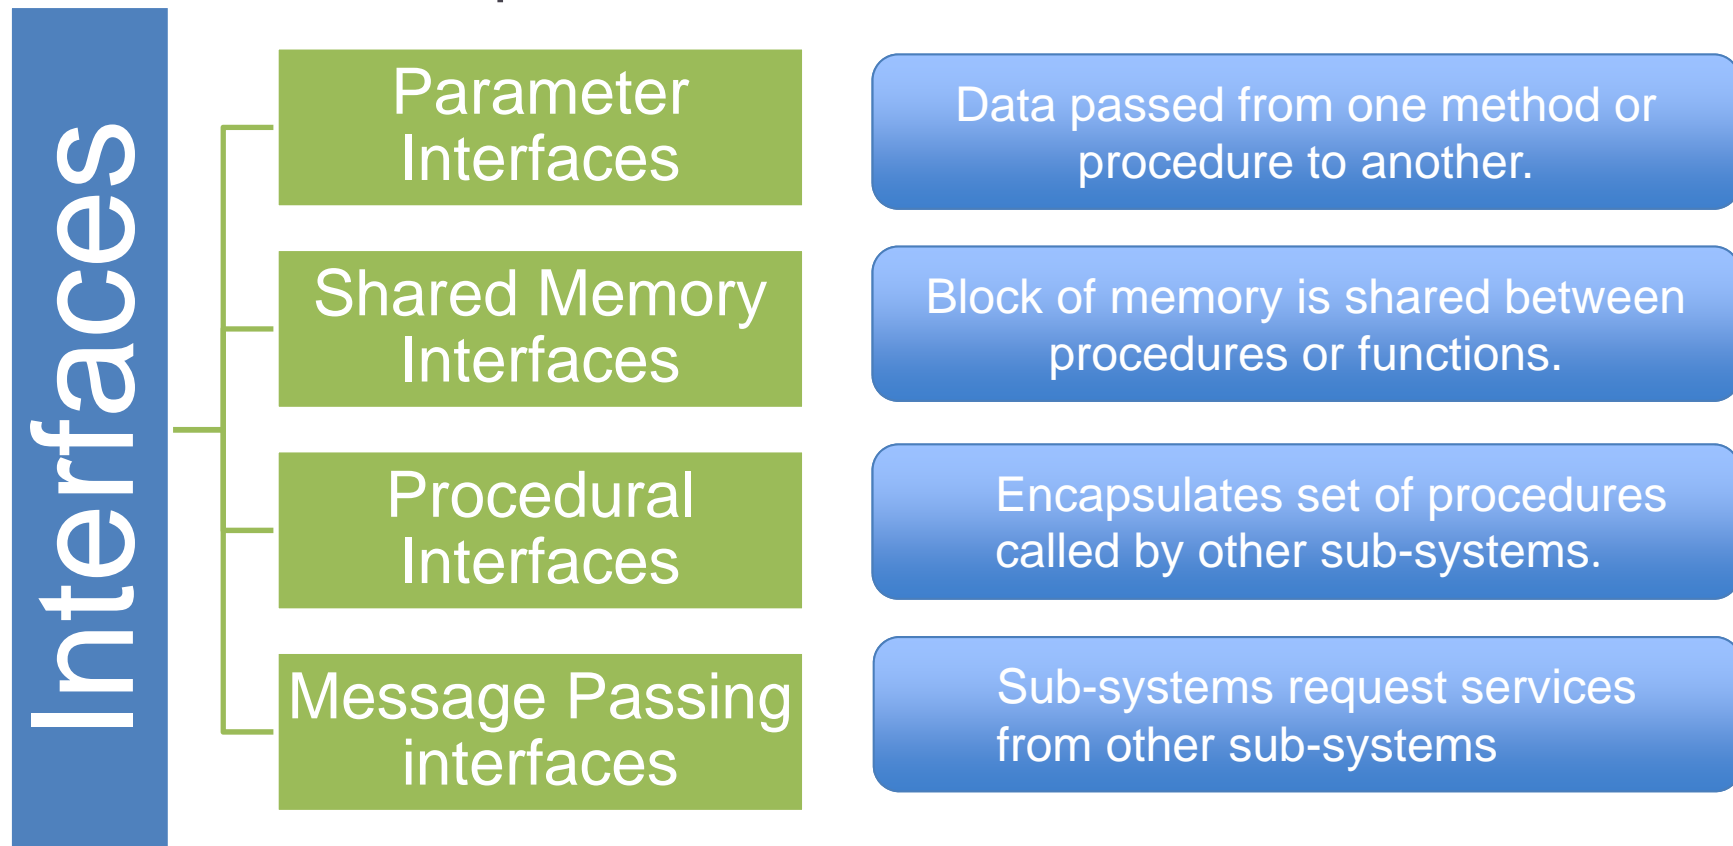 Interfaces
Parameter
Interfaces
Data passed from one method or
procedure to another.
Shared Memory
Interfaces
Block of memory is shared between
procedures or functions.
Procedural
Interfaces
Encapsulates set of procedures
called by other sub-systems.
Message Passing
interfaces
Sub-systems request services
from other sub-systems